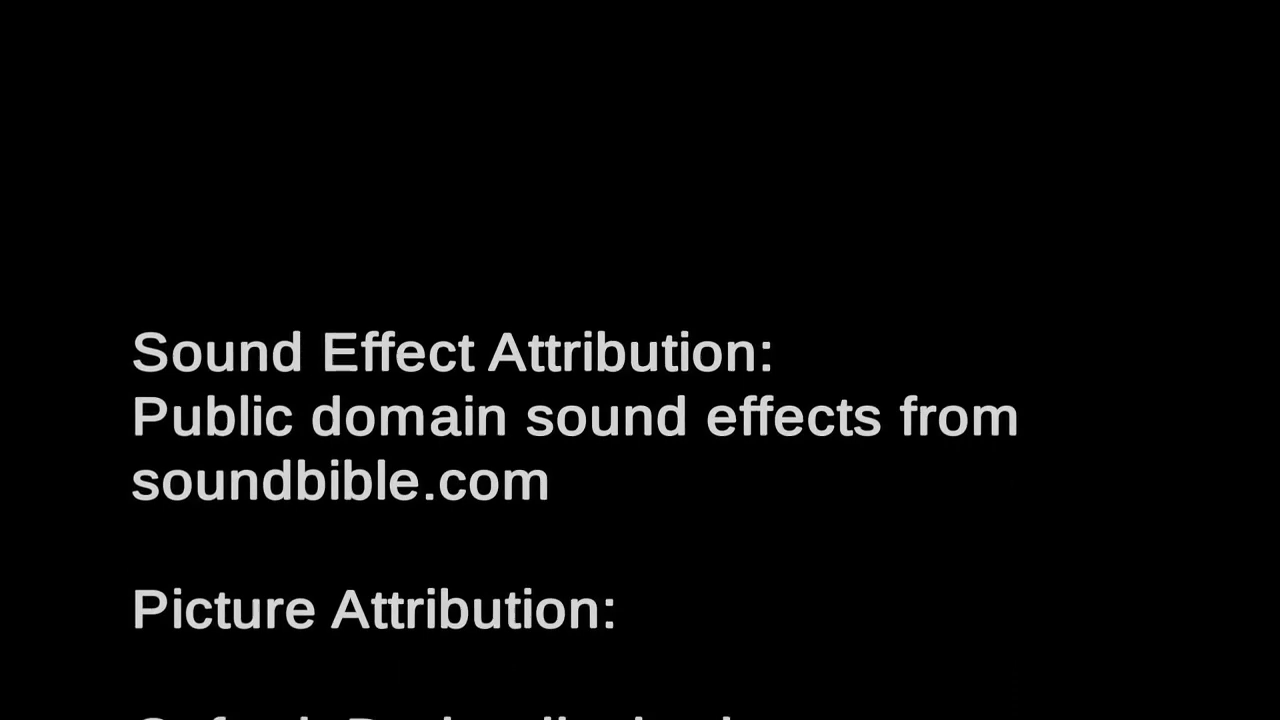 Sound Effect Attribution:
Public domain sound effects from
soundbible.com
Picture Attribution: